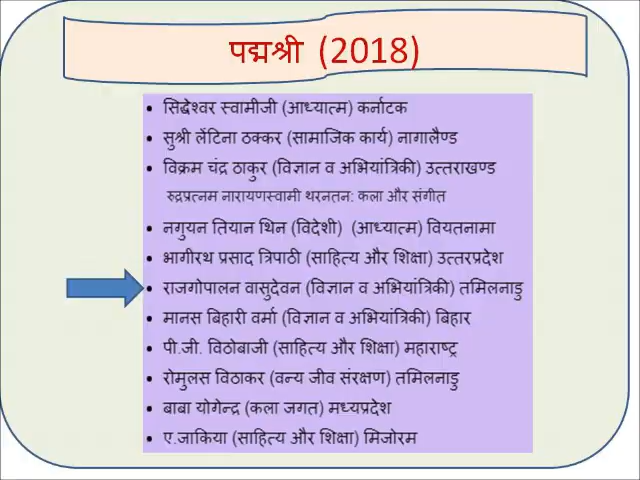 पद्मश्री (2018)
• सिद्धेश्वर स्वामीजी (आध्यात्म) कर्नाटक
• सुश्री लेंटिना ठक्कर (सामाजिक कार्य) नागालैण्ड
• विक्रम चंद्र ठाकुर (विज्ञान व अभियांत्रिकी) उत्तराखण्ड
रुद्रपत्नम नारायणस्वामी थरनतन: कला और संगीत
• नगुयन तियान थिन (विदेशी) (आध्यात्म) वियतनामा
• भागीरथ प्रसाद त्रिपाठी (साहित्य और शिक्षा) उत्तरप्रदेश
• राजगोपालन वासुदेवन (विज्ञान व अभियांत्रिकी) तमिलनाडु
• मानस बिहारी वर्मा (विज्ञान व अभियांत्रिकी) बिहार
• पी.जी. विठोबाजी (साहित्य और शिक्षा) महाराष्ट्र
• रोमुलस विठाकर (वन्य जीव संरक्षण) तमिलनाडु
• बाबा योगेन्द्र (कला जगत) मध्यप्रदेश
• ए.जाकिया (साहित्य और शिक्षा) मिजोरम